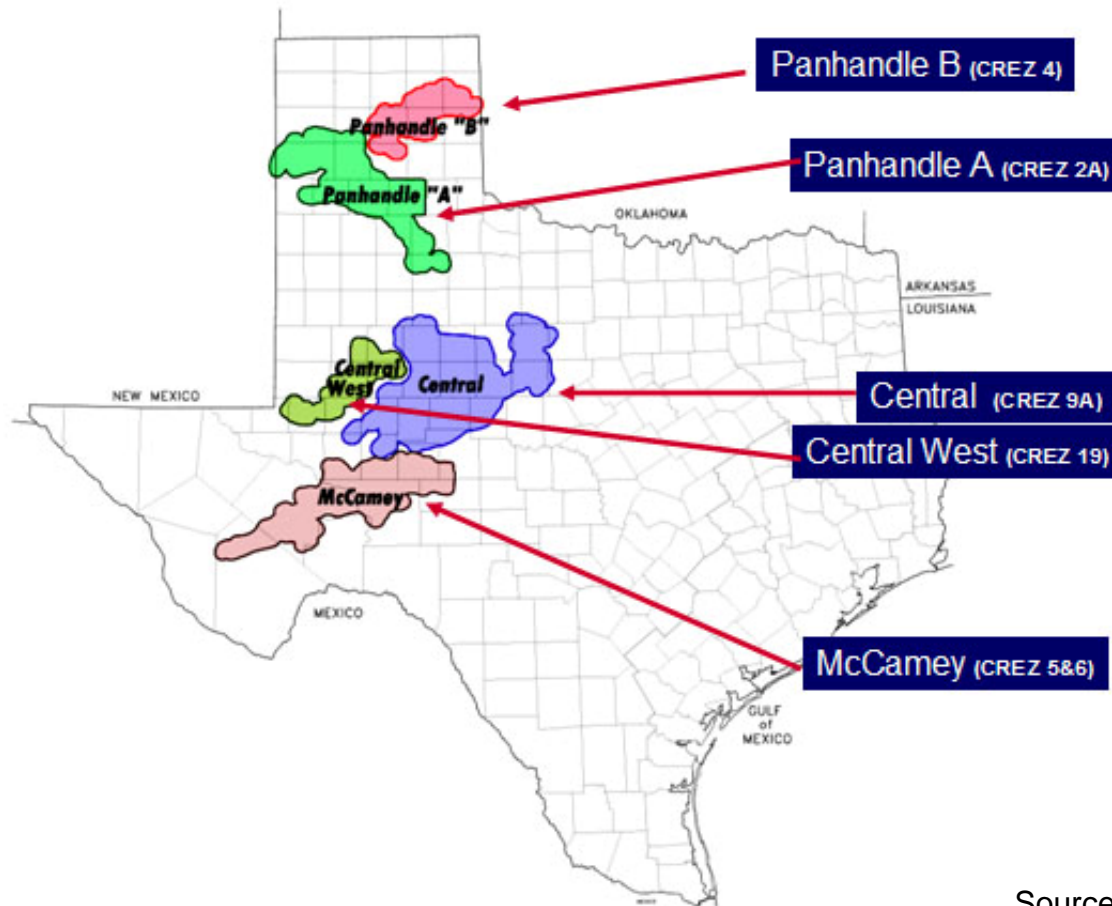 Panhandle B (CREZ 4)
Panhandle "B"
Panhandle A (CREZ 2A)
Panhandle "A"
OKLAHOMA
ARKANSAS
LOUISIANA
Central
West
Central
NEW MEXICO
Central (CREZ 9A)
Central West (CREZ 19)
McCamey
MEXICO
McCamey (CREZ 5&6)
GULF
of
MEXICO
MEXICO
Source